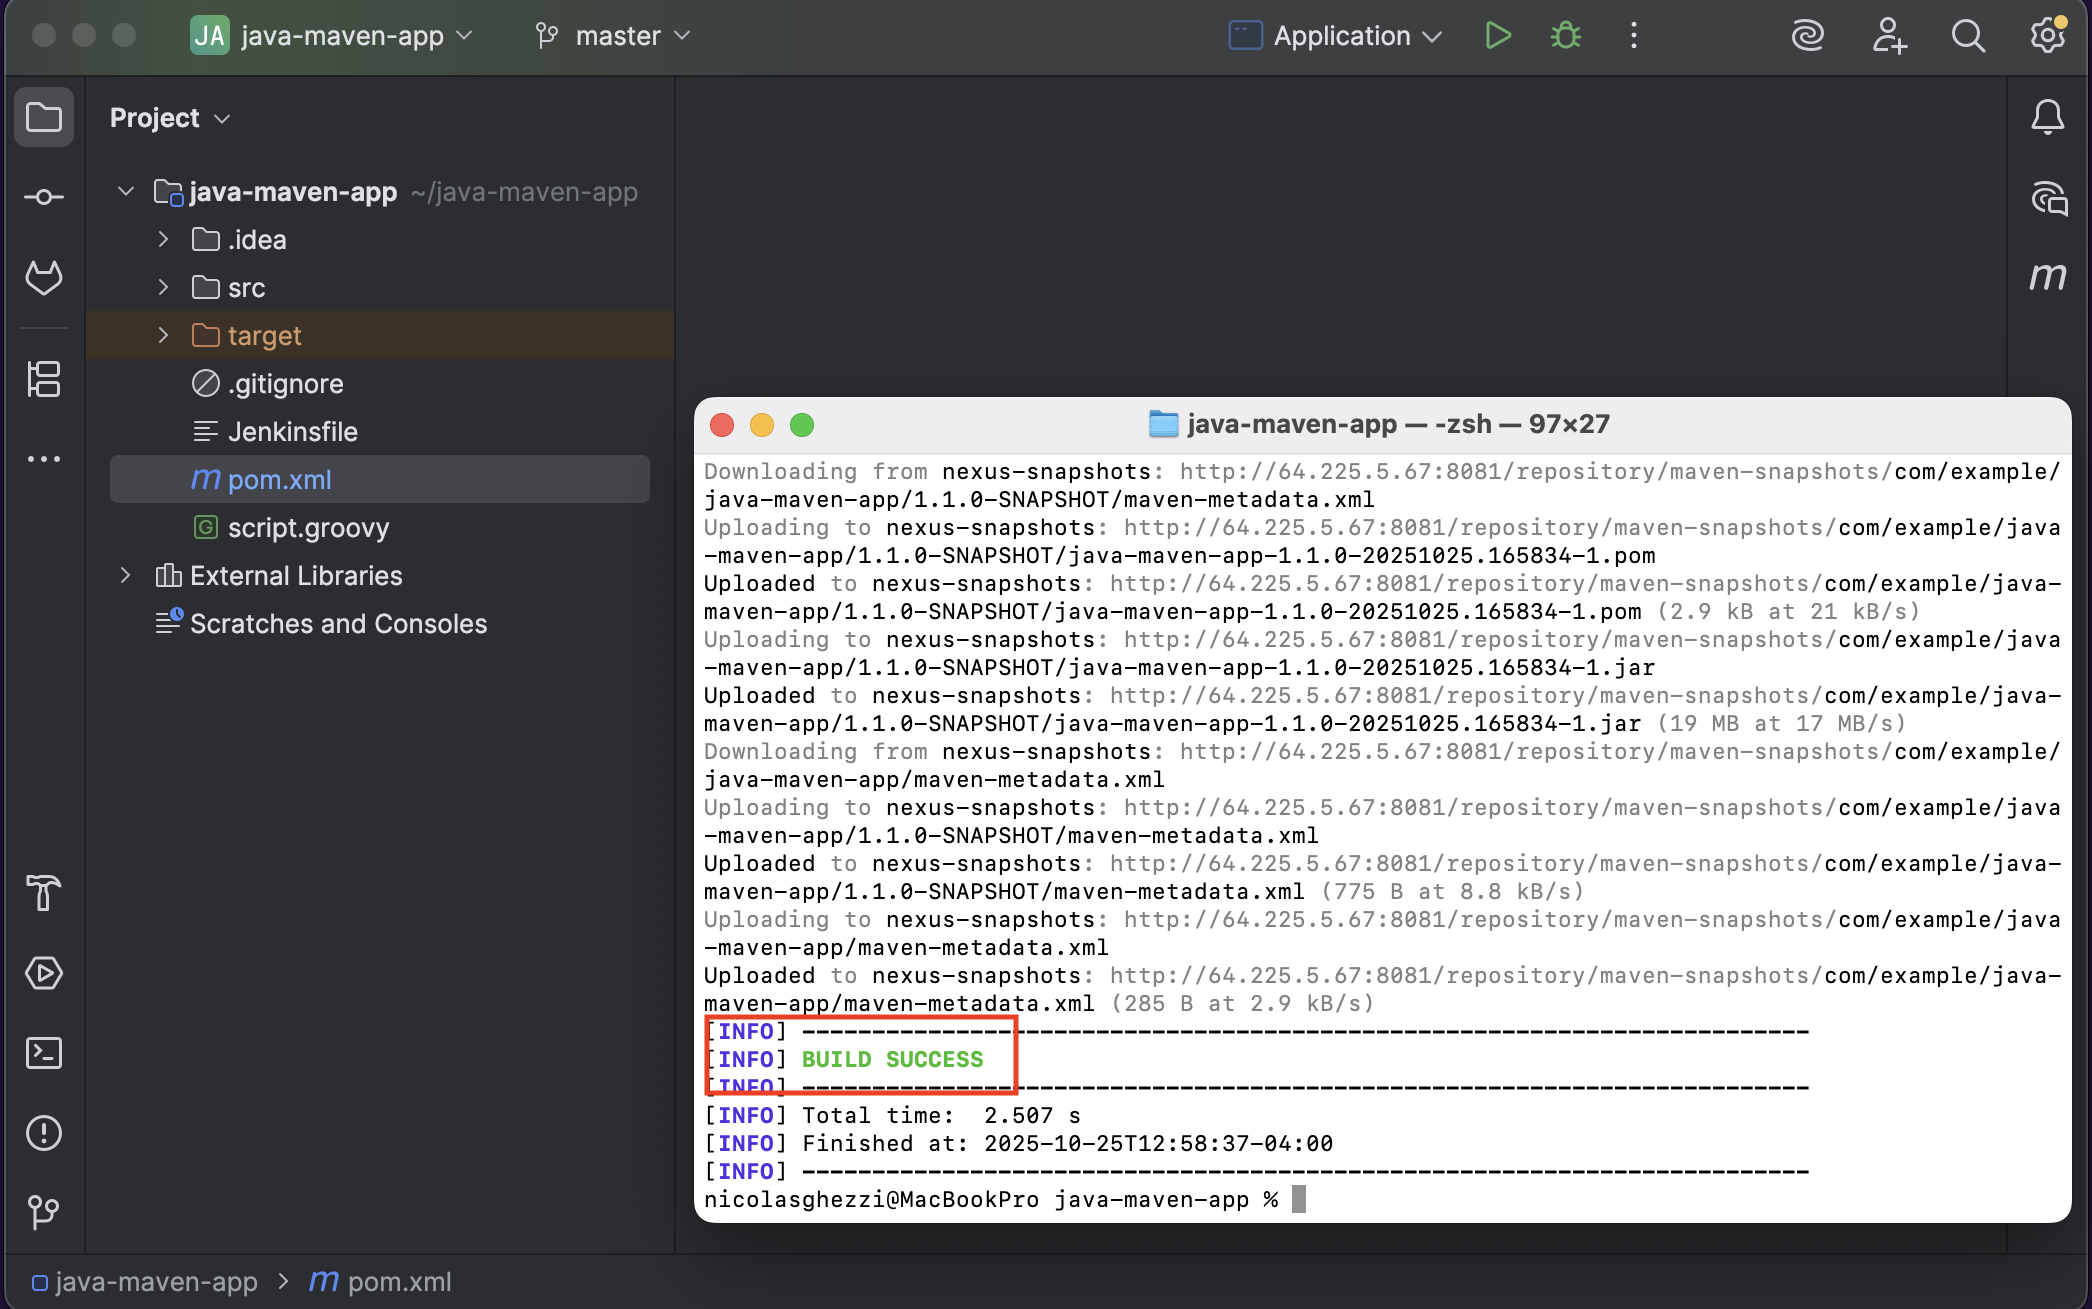 JA java-maven-app master Application
Project
java-maven-app ~/java-maven-app
.idea
src
target
.gitignore
Jenkinsfile
m pom.xml
G script.groovy
External Libraries
Scratches and Consoles
m
java-maven-app — -zsh — 97×27
Downloading from nexus-snapshots: http://64.225.5.67:8081/repository/maven-snapshots/com/example/
java-maven-app/1.1.0-SNAPSHOT/maven-metadata.xml
Uploading to nexus-snapshots: http://64.225.5.67:8081/repository/maven-snapshots/com/example/java
-maven-app/1.1.0-SNAPSHOT/java-maven-app-1.1.0-20251025.165834-1.pom
Uploaded to nexus-snapshots: http://64.225.5.67:8081/repository/maven-snapshots/com/example/java-
maven-app/1.1.0-SNAPSHOT/java-maven-app-1.1.0-20251025.165834-1.pom (2.9 kB at 21 kB/s)
Uploading to nexus-snapshots: http://64.225.5.67:8081/repository/maven-snapshots/com/example/java
-maven-app/1.1.0-SNAPSHOT/java-maven-app-1.1.0-20251025.165834-1.jar
Uploaded to nexus-snapshots: http://64.225.5.67:8081/repository/maven-snapshots/com/example/java-
maven-app/1.1.0-SNAPSHOT/java-maven-app-1.1.0-20251025.165834-1.jar (19 MB at 17 MB/s)
Downloading from nexus-snapshots: http://64.225.5.67:8081/repository/maven-snapshots/com/example/
java-maven-app/maven-metadata.xml
Uploading to nexus-snapshots: http://64.225.5.67:8081/repository/maven-snapshots/com/example/java
-maven-app/1.1.0-SNAPSHOT/maven-metadata.xml
Uploaded to nexus-snapshots: http://64.225.5.67:8081/repository/maven-snapshots/com/example/java-
maven-app/1.1.0-SNAPSHOT/maven-metadata.xml (775 B at 8.8 kB/s)
Uploading to nexus-snapshots: http://64.225.5.67:8081/repository/maven-snapshots/com/example/java
-maven-app/maven-metadata.xml
Uploaded to nexus-snapshots: http://64.225.5.67:8081/repository/maven-snapshots/com/example/java-
maven-app/maven-metadata.xml (285 B at 2.9 kB/s)
[INFO] ------------------------------------------------------------------------
[INFO] BUILD SUCCESS
[INFO] ------------------------------------------------------------------------
[INFO] Total time:  2.507 s
[INFO] Finished at: 2025-10-25T12:58:37-04:00
[INFO] ------------------------------------------------------------------------
nicolasghezzi@MacBookPro java-maven-app %
java-maven-app > m pom.xml